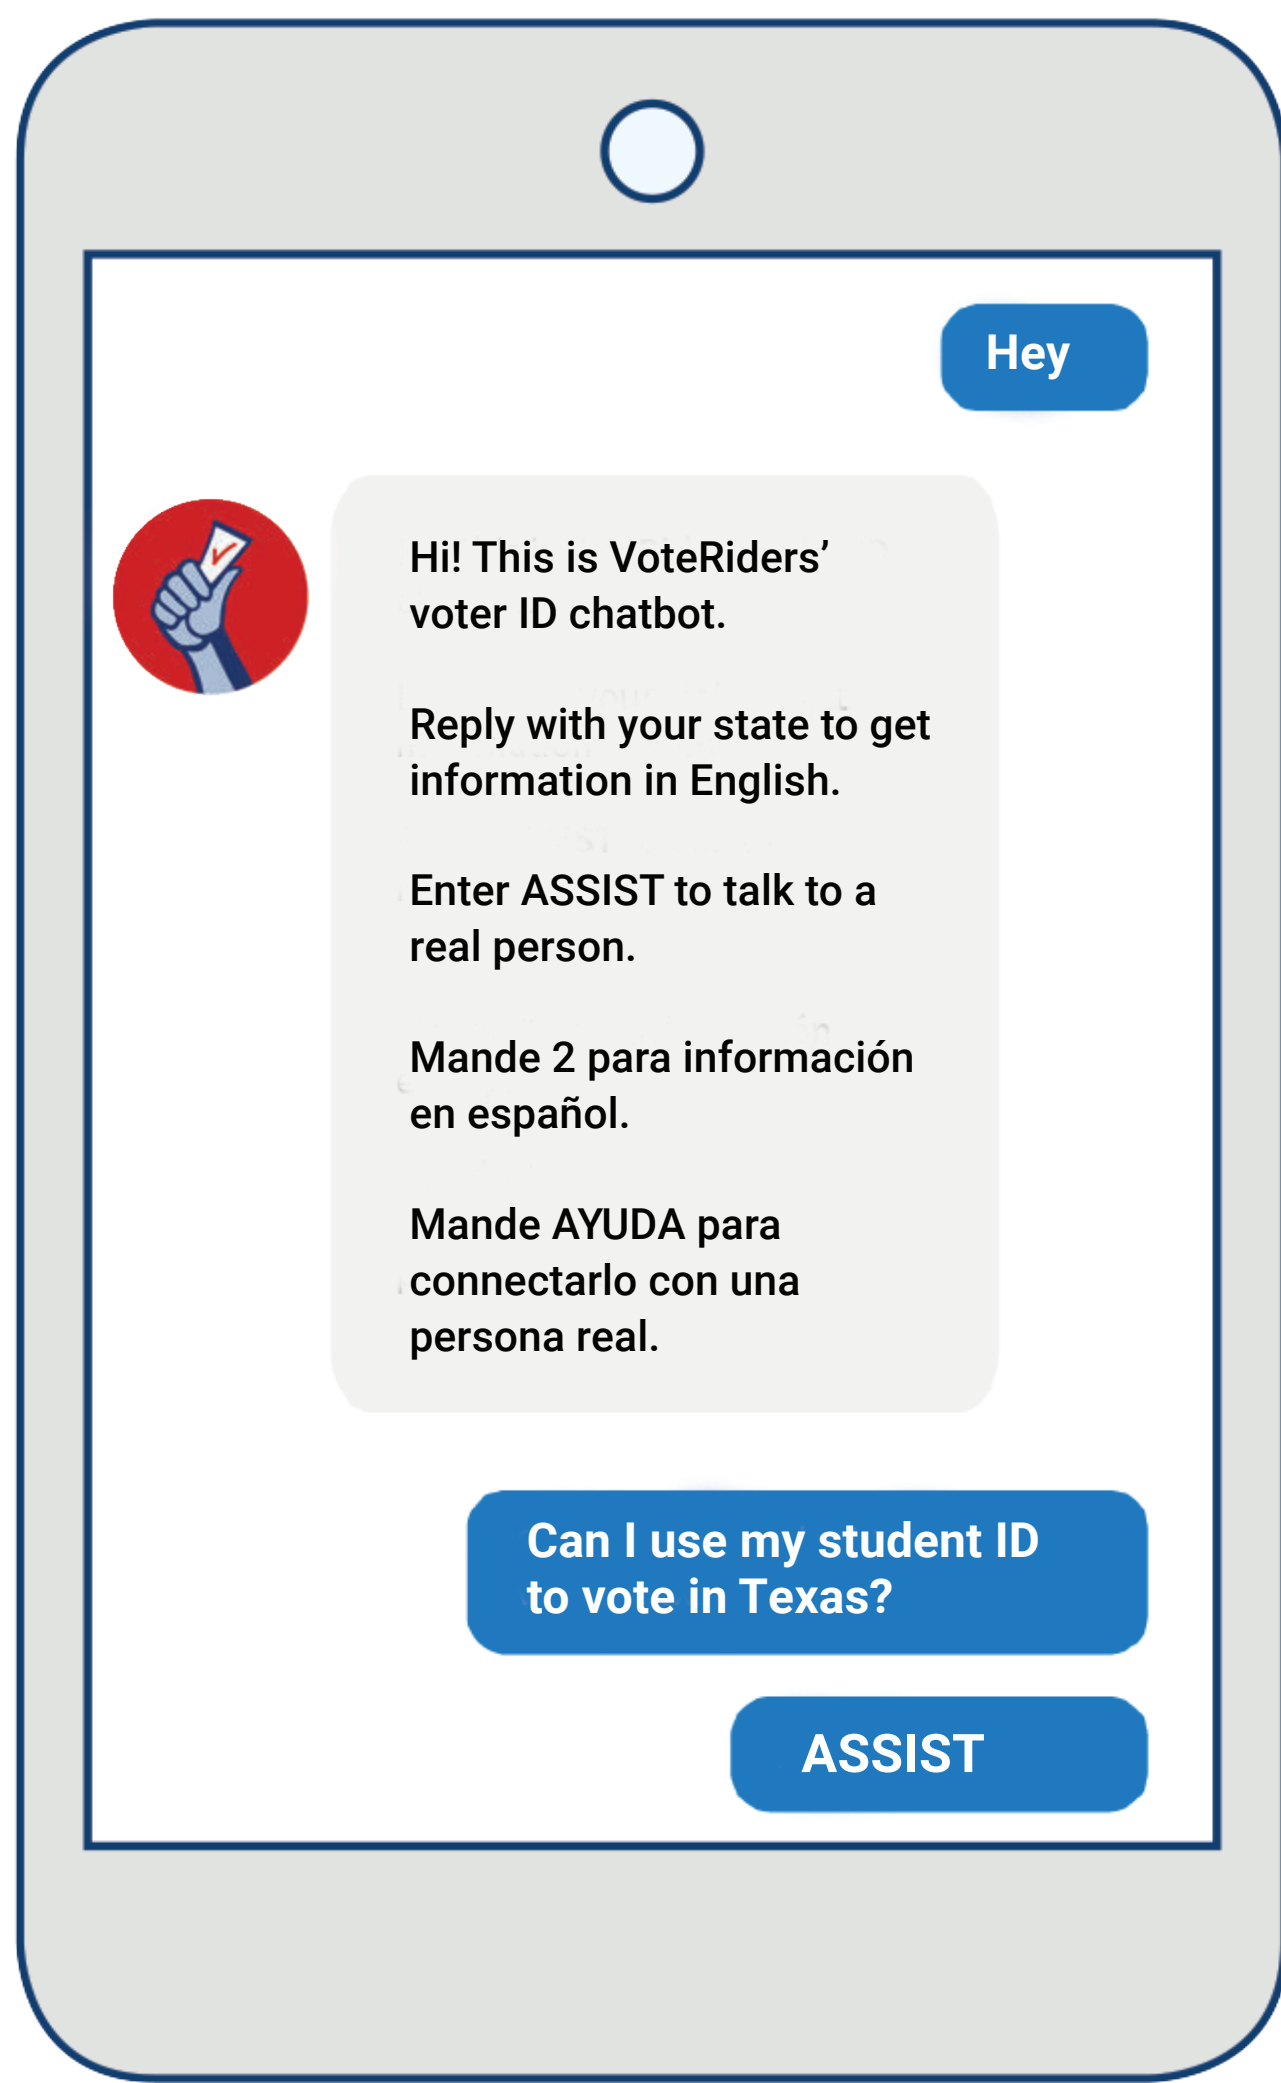 Hey
Hi! This is VoteRiders’
voter ID chatbot.
Reply with your state to get
information in English.
Enter ASSIST to talk to a
real person.
Mande 2 para información
en español.
Mande AYUDA para
connectarlo con una
persona real.
Can I use my student ID
to vote in Texas?
ASSIST